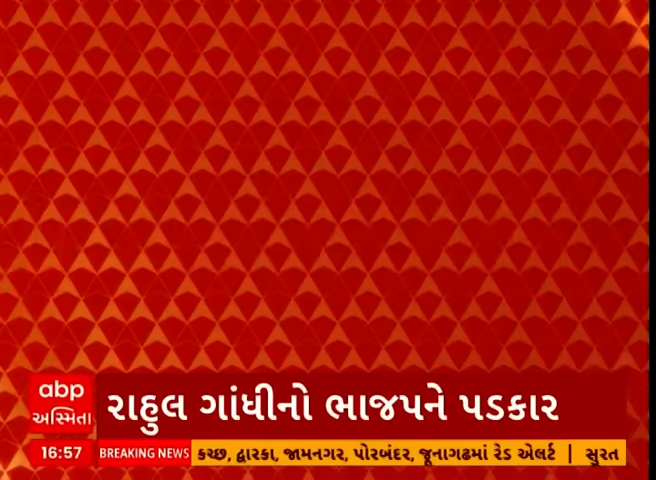 abp
અસ્મિતા
રાહુલ ગાંધીનો ભાજપને પડકાર
16:57
BREAKING NEWS
કચ્છ, દ્વારકા, જામનગર, પોરબંદર, જૂનાગઢમાં રેડ એલર્ટ | સુરત